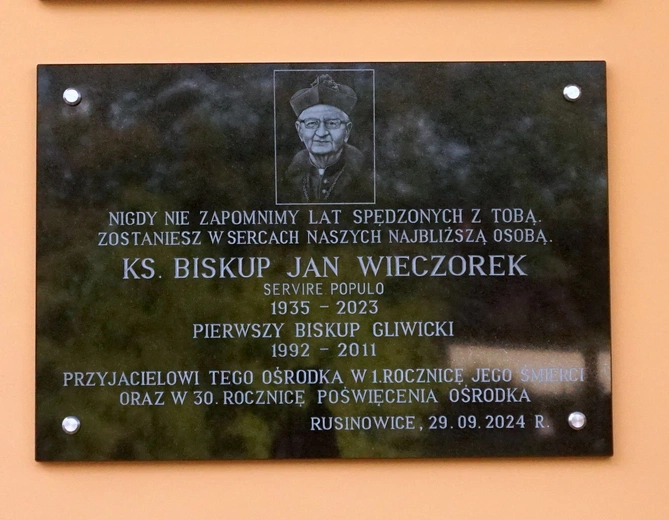 NIGDY NIE ZAPOMNIMY LAT SPĘDZONYCH Z TOBĄ.
ZOSTANIESZ W SERCACH NASZYCH NAJBLIŻSZĄ OSOBĄ.
KS. BISKUP JAN WIECZOREK
SERVIRE POPULO
1935 – 2023
PIERWSZY BISKUP GLIWICKI
1992 – 2011
PRZYJACIELOWI TEGO OŚRODKA W 1.ROCZNICĘ JEGO ŚMIERCI
ORAZ W 30. ROCZNICĘ POŚWIĘCENIA OŚRODKA
RUSINOWICE, 29.09.2024 R.